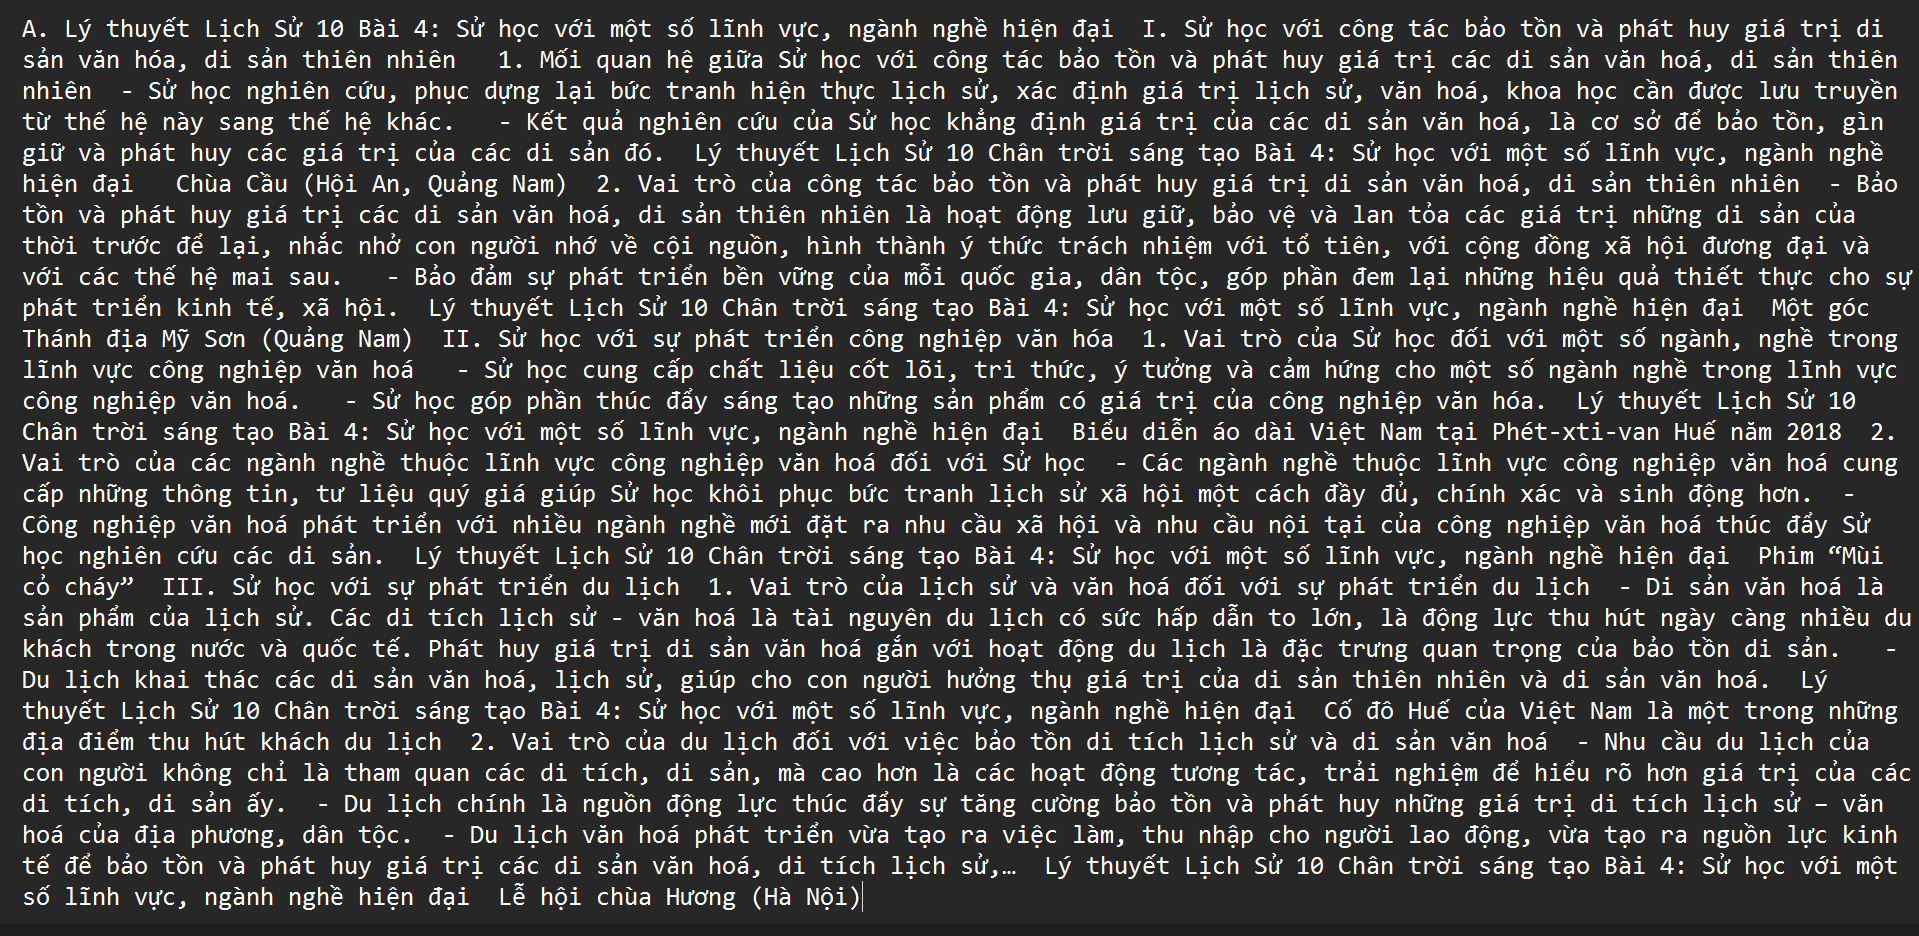 A. Lý thuyết Lịch Sử 10 Bài 4: Sử học với một số lĩnh vực, ngành nghề hiện đại  I. Sử học với công tác bảo tồn và phát huy giá trị di
sản văn hóa, di sản thiên nhiên   1. Mối quan hệ giữa Sử học với công tác bảo tồn và phát huy giá trị các di sản văn hoá, di sản thiên
nhiên  - Sử học nghiên cứu, phục dựng lại bức tranh hiện thực lịch sử, xác định giá trị lịch sử, văn hoá, khoa học cần được lưu truyền
từ thế hệ này sang thế hệ khác.   - Kết quả nghiên cứu của Sử học khẳng định giá trị của các di sản văn hoá, là cơ sở để bảo tồn, gìn
giữ và phát huy các giá trị của các di sản đó.  Lý thuyết Lịch Sử 10 Chân trời sáng tạo Bài 4: Sử học với một số lĩnh vực, ngành nghề
hiện đại   Chùa Cầu (Hội An, Quảng Nam)  2. Vai trò của công tác bảo tồn và phát huy giá trị di sản văn hoá, di sản thiên nhiên  - Bảo
tồn và phát huy giá trị các di sản văn hoá, di sản thiên nhiên là hoạt động lưu giữ, bảo vệ và lan tỏa các giá trị những di sản của
thời trước để lại, nhắc nhở con người nhớ về cội nguồn, hình thành ý thức trách nhiệm với tổ tiên, với cộng đồng xã hội đương đại và
với các thế hệ mai sau.   - Bảo đảm sự phát triển bền vững của mỗi quốc gia, dân tộc, góp phần đem lại những hiệu quả thiết thực cho sự
phát triển kinh tế, xã hội.  Lý thuyết Lịch Sử 10 Chân trời sáng tạo Bài 4: Sử học với một số lĩnh vực, ngành nghề hiện đại  Một góc
Thánh địa Mỹ Sơn (Quảng Nam)  II. Sử học với sự phát triển công nghiệp văn hóa  1. Vai trò của Sử học đối với một số ngành, nghề trong
lĩnh vực công nghiệp văn hoá   - Sử học cung cấp chất liệu cốt lõi, tri thức, ý tưởng và cảm hứng cho một số ngành nghề trong lĩnh vực
công nghiệp văn hoá.   - Sử học góp phần thúc đẩy sáng tạo những sản phẩm có giá trị của công nghiệp văn hóa.  Lý thuyết Lịch Sử 10
Chân trời sáng tạo Bài 4: Sử học với một số lĩnh vực, ngành nghề hiện đại  Biểu diễn áo dài Việt Nam tại Phét-xti-van Huế năm 2018  2.
Vai trò của các ngành nghề thuộc lĩnh vực công nghiệp văn hoá đối với Sử học  - Các ngành nghề thuộc lĩnh vực công nghiệp văn hoá cung
cấp những thông tin, tư liệu quý giá giúp Sử học khôi phục bức tranh lịch sử xã hội một cách đầy đủ, chính xác và sinh động hơn.  -
Công nghiệp văn hoá phát triển với nhiều ngành nghề mới đặt ra nhu cầu xã hội và nhu cầu nội tại của công nghiệp văn hoá thúc đẩy Sử
học nghiên cứu các di sản.  Lý thuyết Lịch Sử 10 Chân trời sáng tạo Bài 4: Sử học với một số lĩnh vực, ngành nghề hiện đại  Phim “Mùi
cỏ cháy”  III. Sử học với sự phát triển du lịch  1. Vai trò của lịch sử và văn hoá đối với sự phát triển du lịch  - Di sản văn hoá là
sản phẩm của lịch sử. Các di tích lịch sử - văn hoá là tài nguyên du lịch có sức hấp dẫn to lớn, là động lực thu hút ngày càng nhiều du
khách trong nước và quốc tế. Phát huy giá trị di sản văn hoá gắn với hoạt động du lịch là đặc trưng quan trọng của bảo tồn di sản.   -
Du lịch khai thác các di sản văn hoá, lịch sử, giúp cho con người hưởng thụ giá trị của di sản thiên nhiên và di sản văn hoá.  Lý
thuyết Lịch Sử 10 Chân trời sáng tạo Bài 4: Sử học với một số lĩnh vực, ngành nghề hiện đại  Cố đô Huế của Việt Nam là một trong những
địa điểm thu hút khách du lịch  2. Vai trò của du lịch đối với việc bảo tồn di tích lịch sử và di sản văn hoá  - Nhu cầu du lịch của
con người không chỉ là tham quan các di tích, di sản, mà cao hơn là các hoạt động tương tác, trải nghiệm để hiểu rõ hơn giá trị của các
di tích, di sản ấy.  - Du lịch chính là nguồn động lực thúc đẩy sự tăng cường bảo tồn và phát huy những giá trị di tích lịch sử – văn
hoá của địa phương, dân tộc.  - Du lịch văn hoá phát triển vừa tạo ra việc làm, thu nhập cho người lao động, vừa tạo ra nguồn lực kinh
tế để bảo tồn và phát huy giá trị các di sản văn hoá, di tích lịch sử,…  Lý thuyết Lịch Sử 10 Chân trời sáng tạo Bài 4: Sử học với một
số lĩnh vực, ngành nghề hiện đại  Lễ hội chùa Hương (Hà Nội)